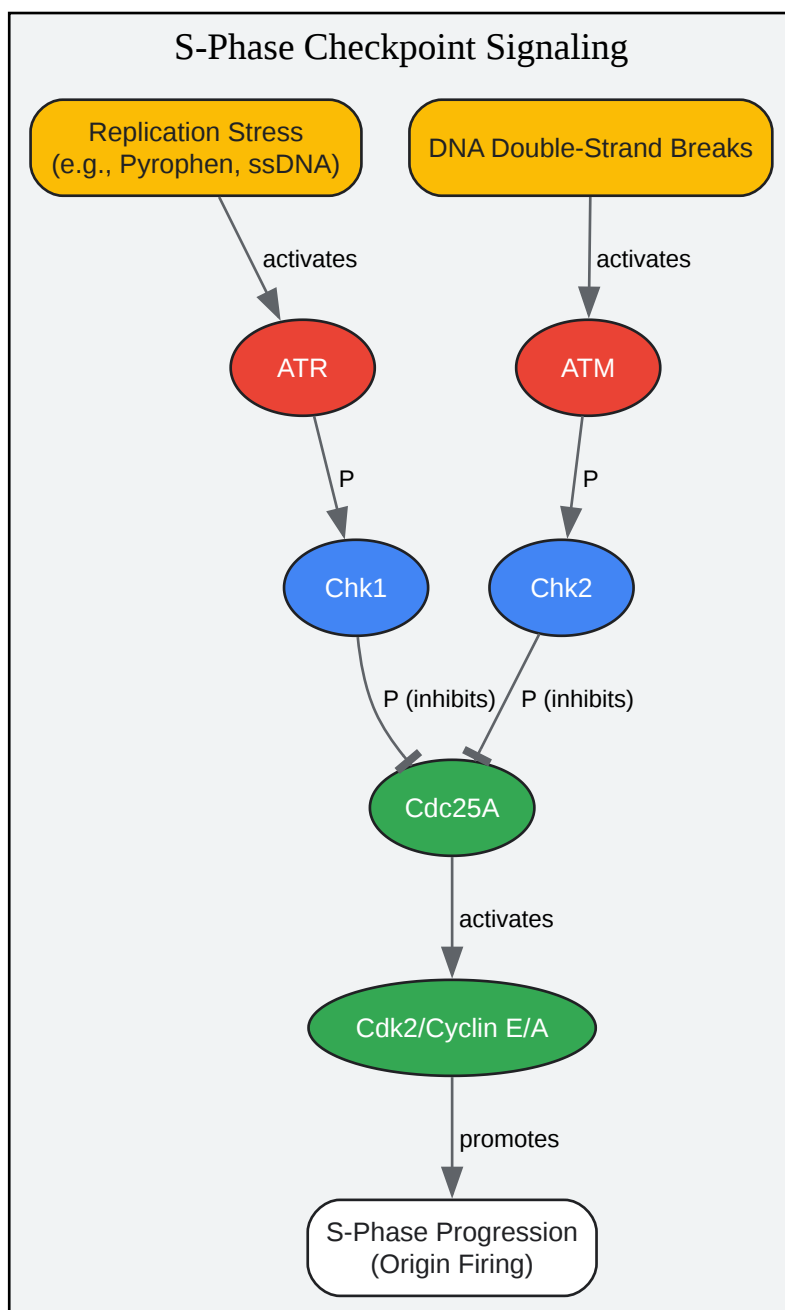 S-Phase Checkpoint Signaling
Replication Stress
(e.g., Pyrophen, ssDNA)
DNA Double-Strand Breaks
activates
activates
ATR
ATM
P
P
Chk1
Chk2
P (inhibits)
P (inhibits)
Cdc25A
activates
Cdk2/Cyclin E/A
promotes
S-Phase Progression
(Origin Firing)